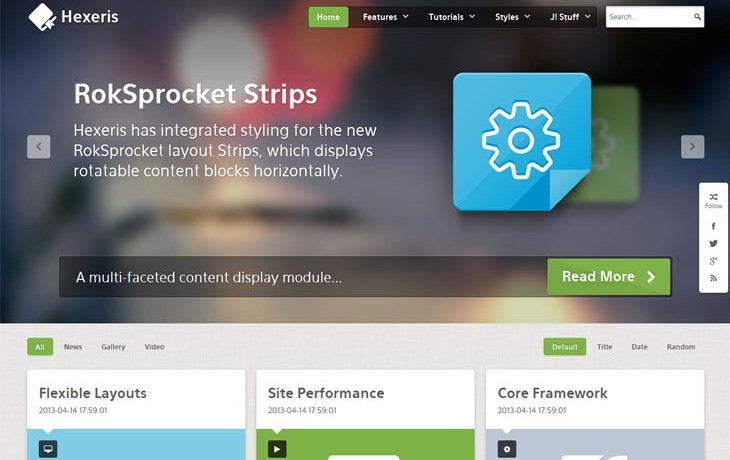 Hexeris
Home Features Tutorials Styles J! Stuff Search...
RokSprocket Strips
Hexeris has integrated styling for the new
RokSprocket layout Strips, which displays
rotatable content blocks horizontally.
Follow
A multi-faceted content display module... Read More
All News Gallery Video Default Title Date Random
Flexible Layouts Site Performance Core Framework
2013-04-14 17:59:01 2013-04-14 17:59:01 2013-04-14 17:59:01